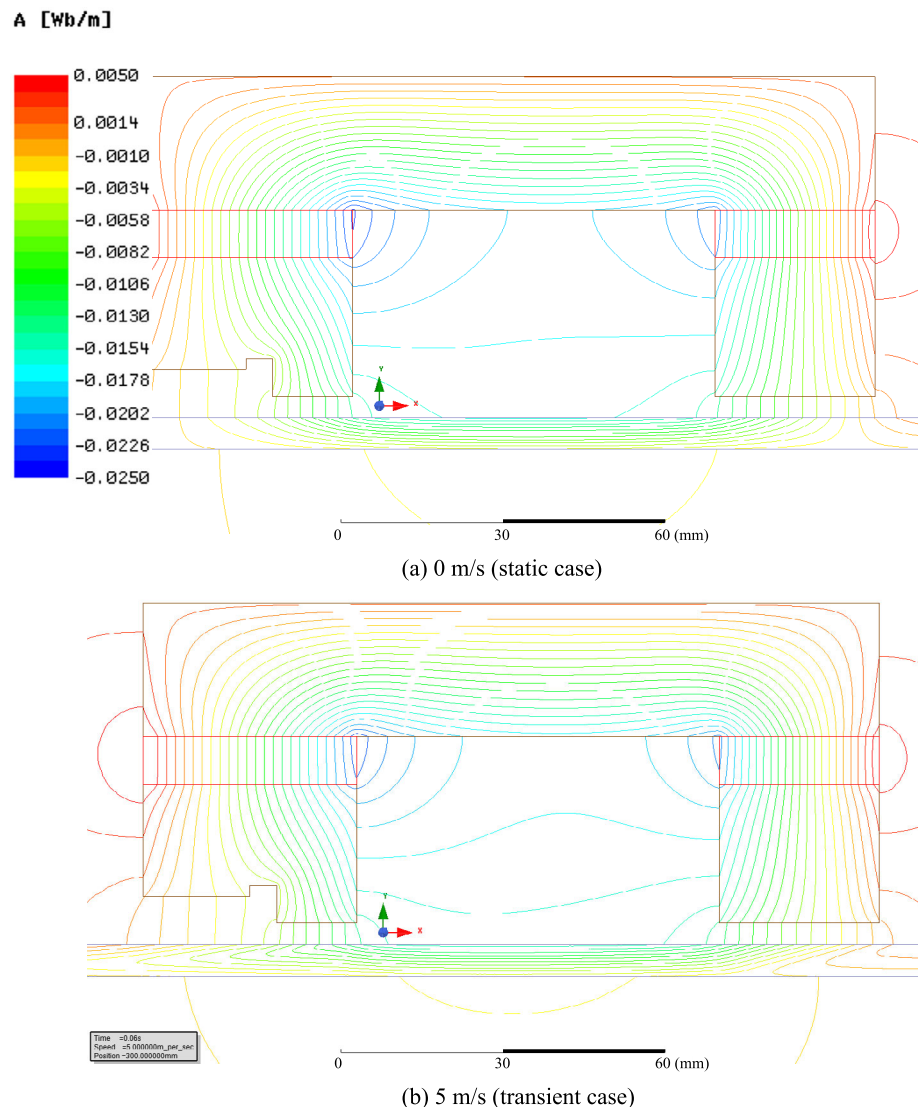 A [Wb/m]
0.0050
0.0014
-0.0010
-0.0034
-0.0058
-0.0082
-0.0106
-0.0130
-0.0154
-0.0178
-0.0202
-0.0226
-0.0250
Y
X
0 30 60 (mm)
(a) 0 m/s (static case)
Y
X
Time =0.06s
Speed =5.000000m_per_sec
Position =300.000000mm
0 30 60 (mm)
(b) 5 m/s (transient case)